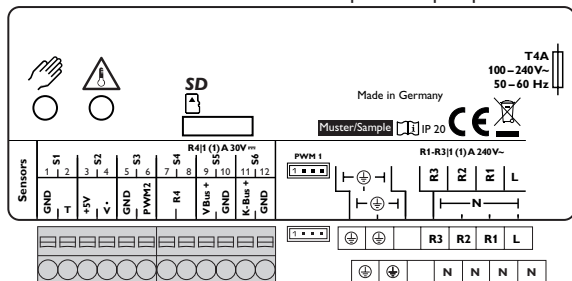 T4A
100–240V~
50–60 Hz
SD
Made in Germany
Muster/Sample
IP 20
CE
R4|1 (1) A 30V⎓
PWM 1
R1-R3|1 (1) A 240V~
Sensors
S1 S2 S3 S4 S5 S6
1 2 3 4 5 6 7 8 9 10 11 12
GND T +5V V GND PWM2 R4 VBus + GND K-Bus + GND
1
R3 R2 R1 L
N
1
R3 R2 R1 L
N N N N